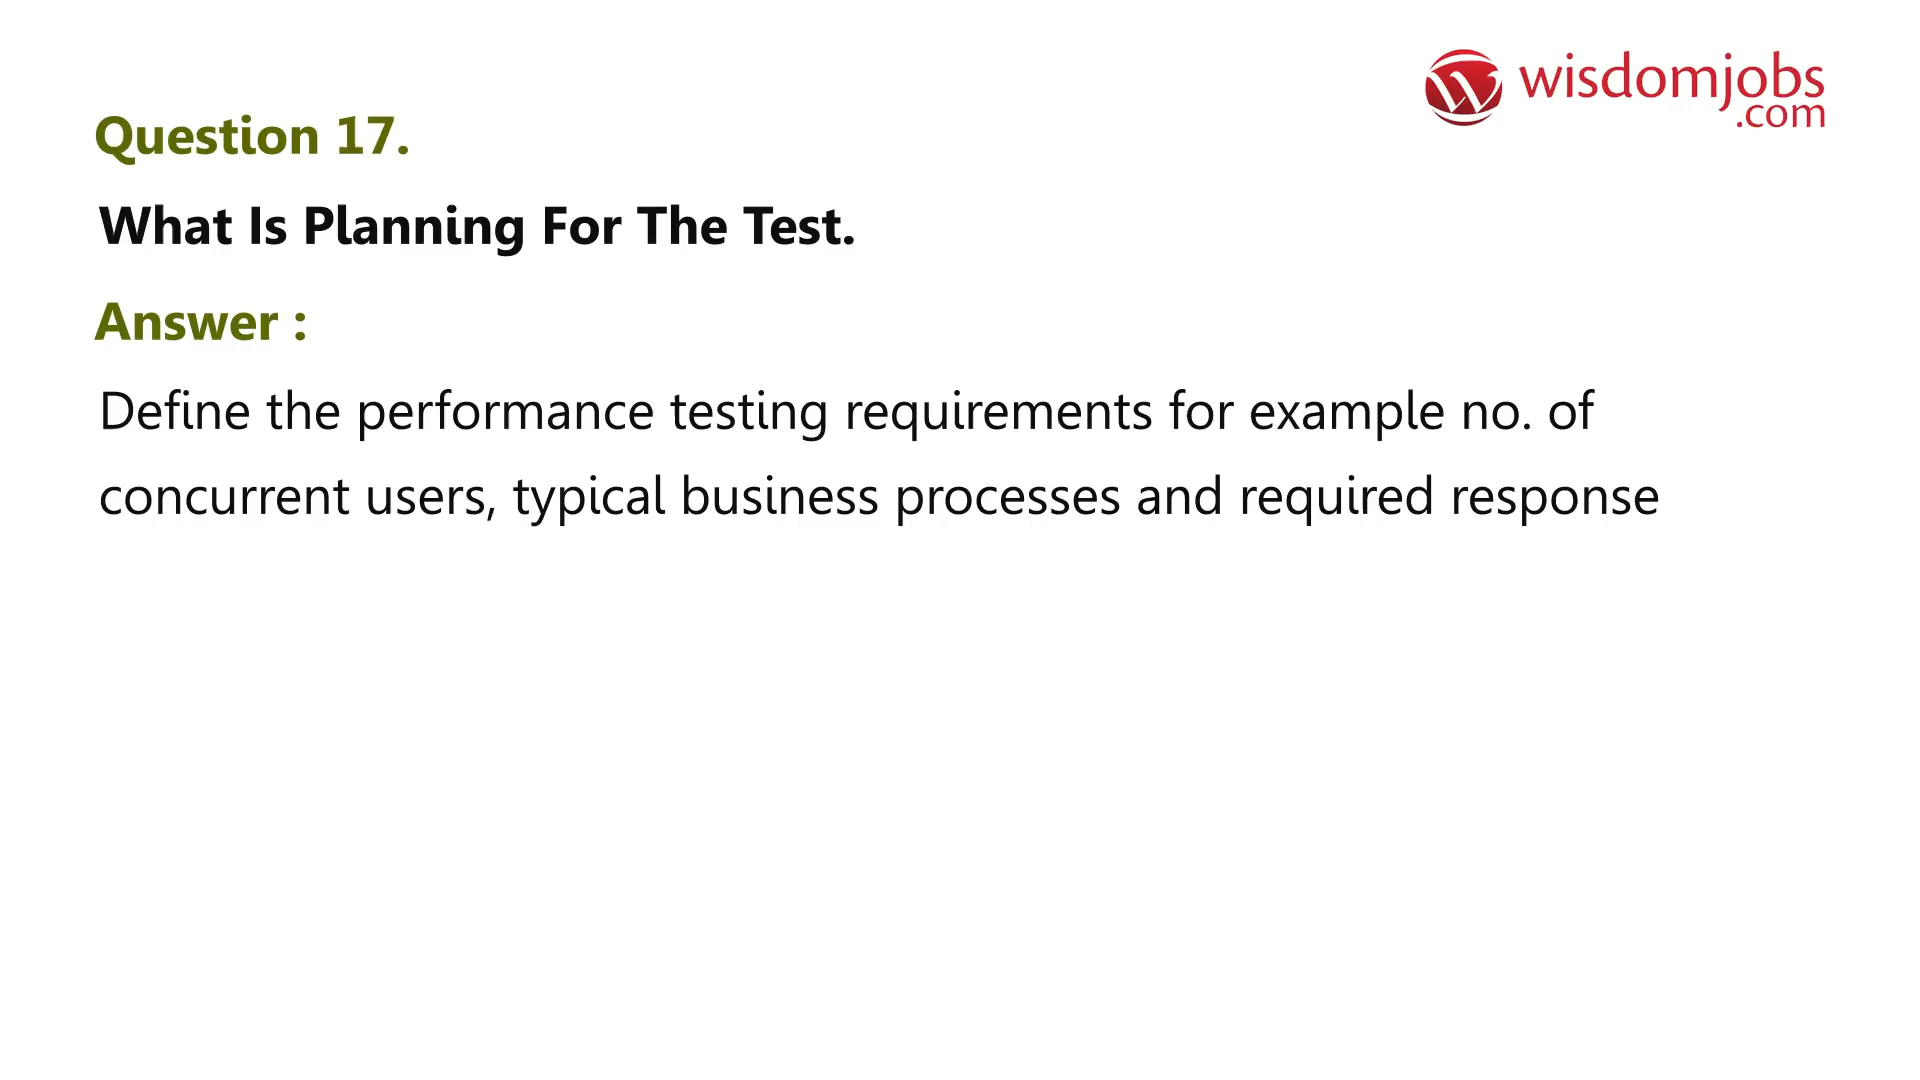 wisdomjobs
.com
Question 17.
What Is Planning For The Test.
Answer :
Define the performance testing requirements for example no. of
concurrent users, typical business processes and required response